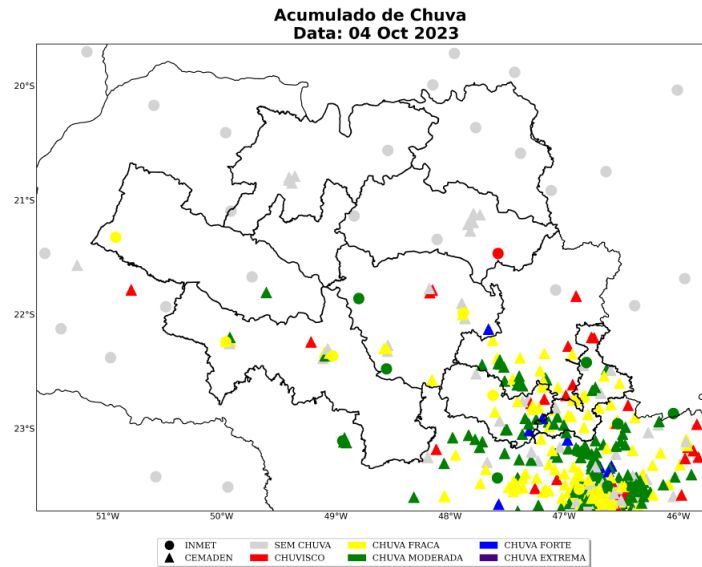 Acumulado de Chuva
Data: 04 Oct 2023
20°S
21°S
22°S
23°S
51°W 50°W 49°W 48°W 47°W 46°W
INMET SEM CHUVA CHUVA FRACA CHUVA FORTE
CEMADEN CHUVISCO CHUVA MODERADA CHUVA EXTREMA